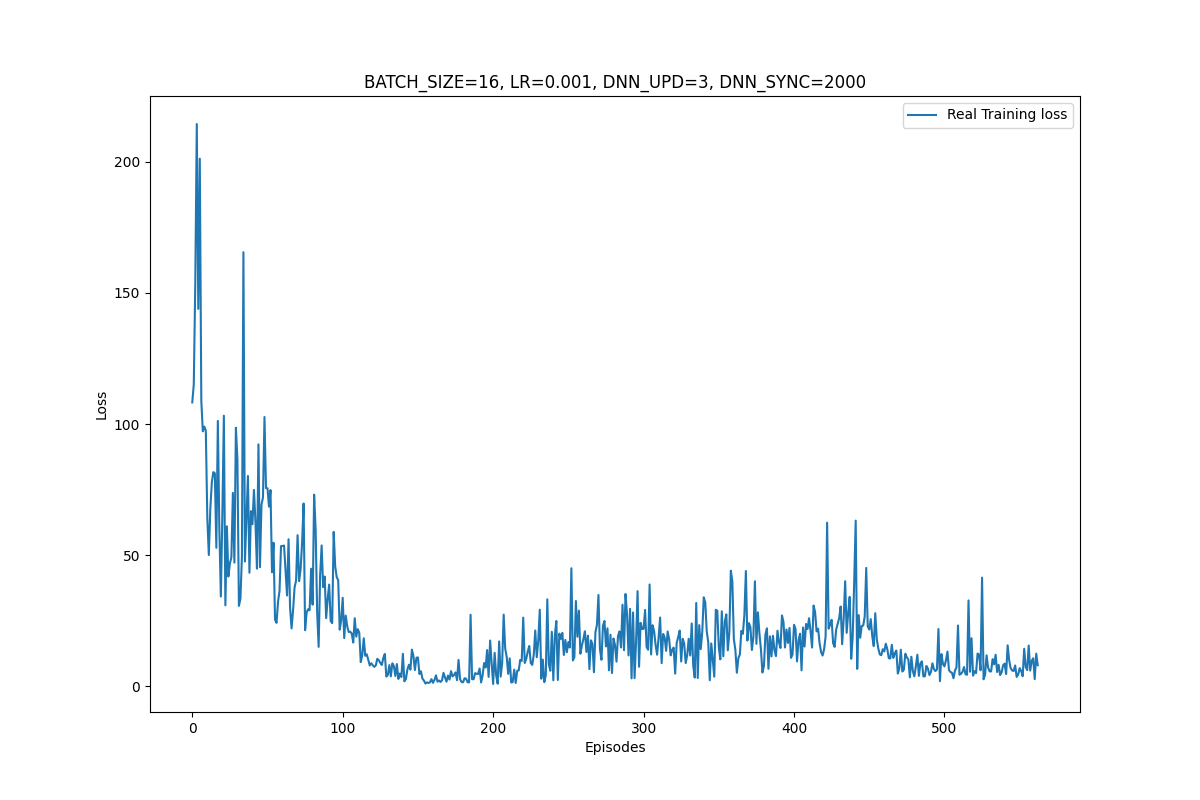 BATCH_SIZE=16, LR=0.001, DNN_UPD=3, DNN_SYNC=2000
Real Training loss
200
150
100
50
0
Loss
0 100 200 300 400 500
Episodes